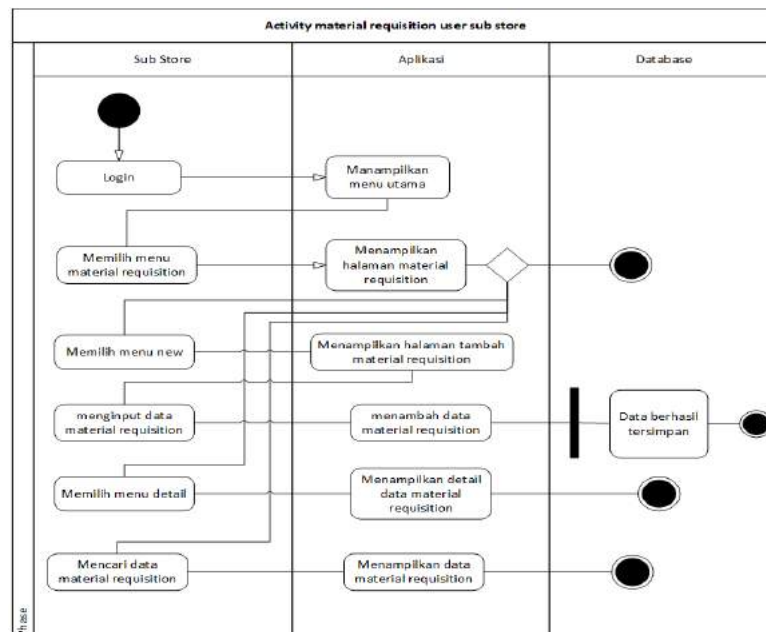 Activity material requisition user sub store
Sub Store
Aplikasi
Database
Login
Manampilkan
menu utama
Memilih menu
material requisition
Menampilkan
halaman material
requisition
Memilih menu new
Menampilkan halaman tambah
material requisition
menginput data
material requisition
menambah data
material requisition
Data berhasil
tersimpan
Memilih menu detail
Menampilkan detail
data material
requisition
Mencari data
material requisition
Menampilkan data
material requisition
Phase